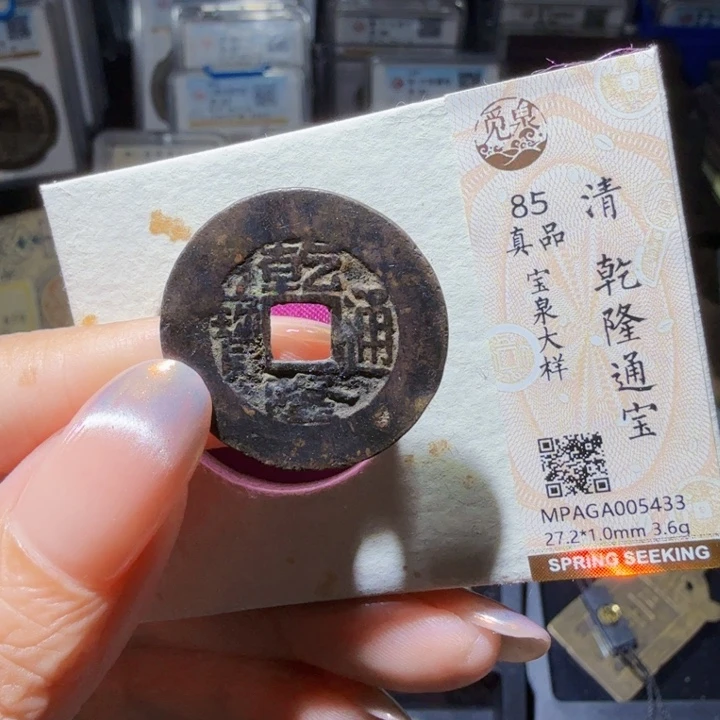 乾隆通寳
觅泉
85
真品
宝泉大样
清
乾隆通宝
MPAGA005433
27.2*1.0mm 3.6g
SPRING SEEKING